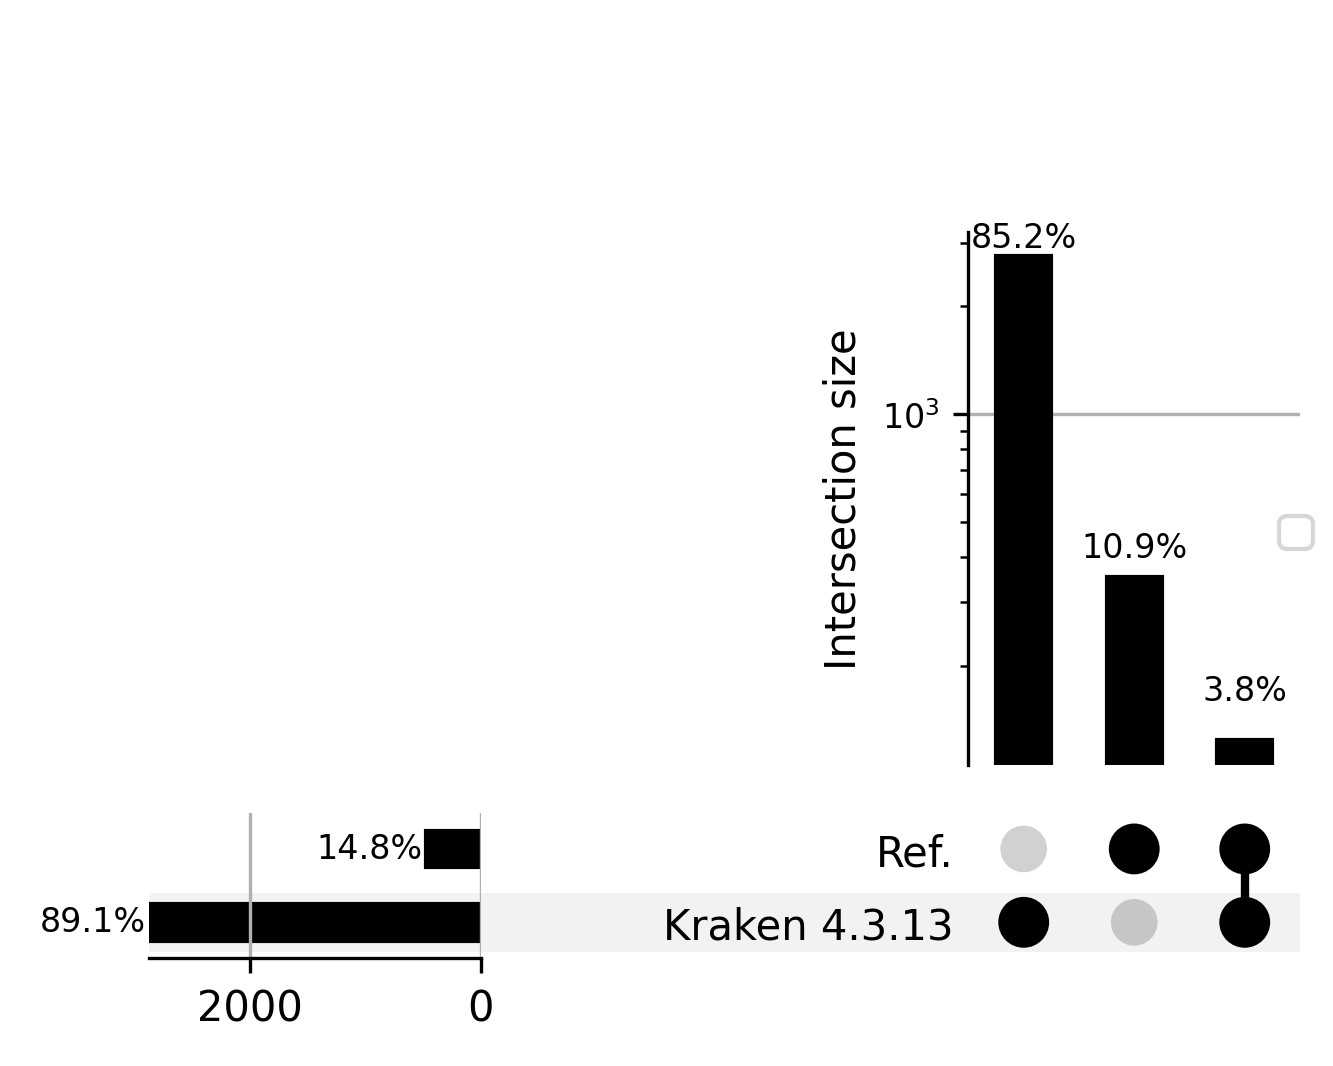 85.2%
Intersection size
10³
10.9%
3.8%
14.8%
Ref.
89.1%
Kraken 4.3.13
2000
0